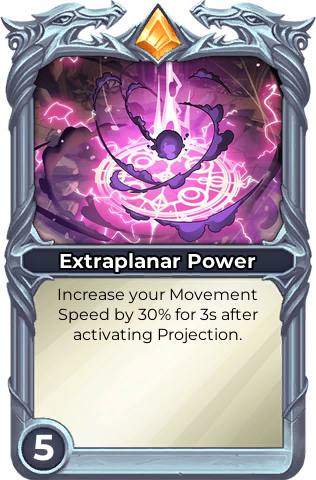 Extraplanar Power
Increase your Movement
Speed by 30% for 3s after
activating Projection.
5